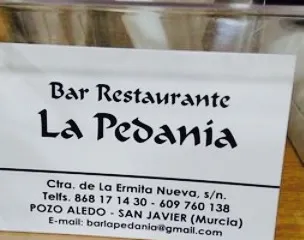 Bar Restaurante
La Pedania
Ctra. de La Ermita Nueva, s/n.
Telfs. 868 17 14 30 - 609 760 138
POZO ALEDO - SAN JAVIER (Murcia)
E-mail: barlapedania@gmail.com